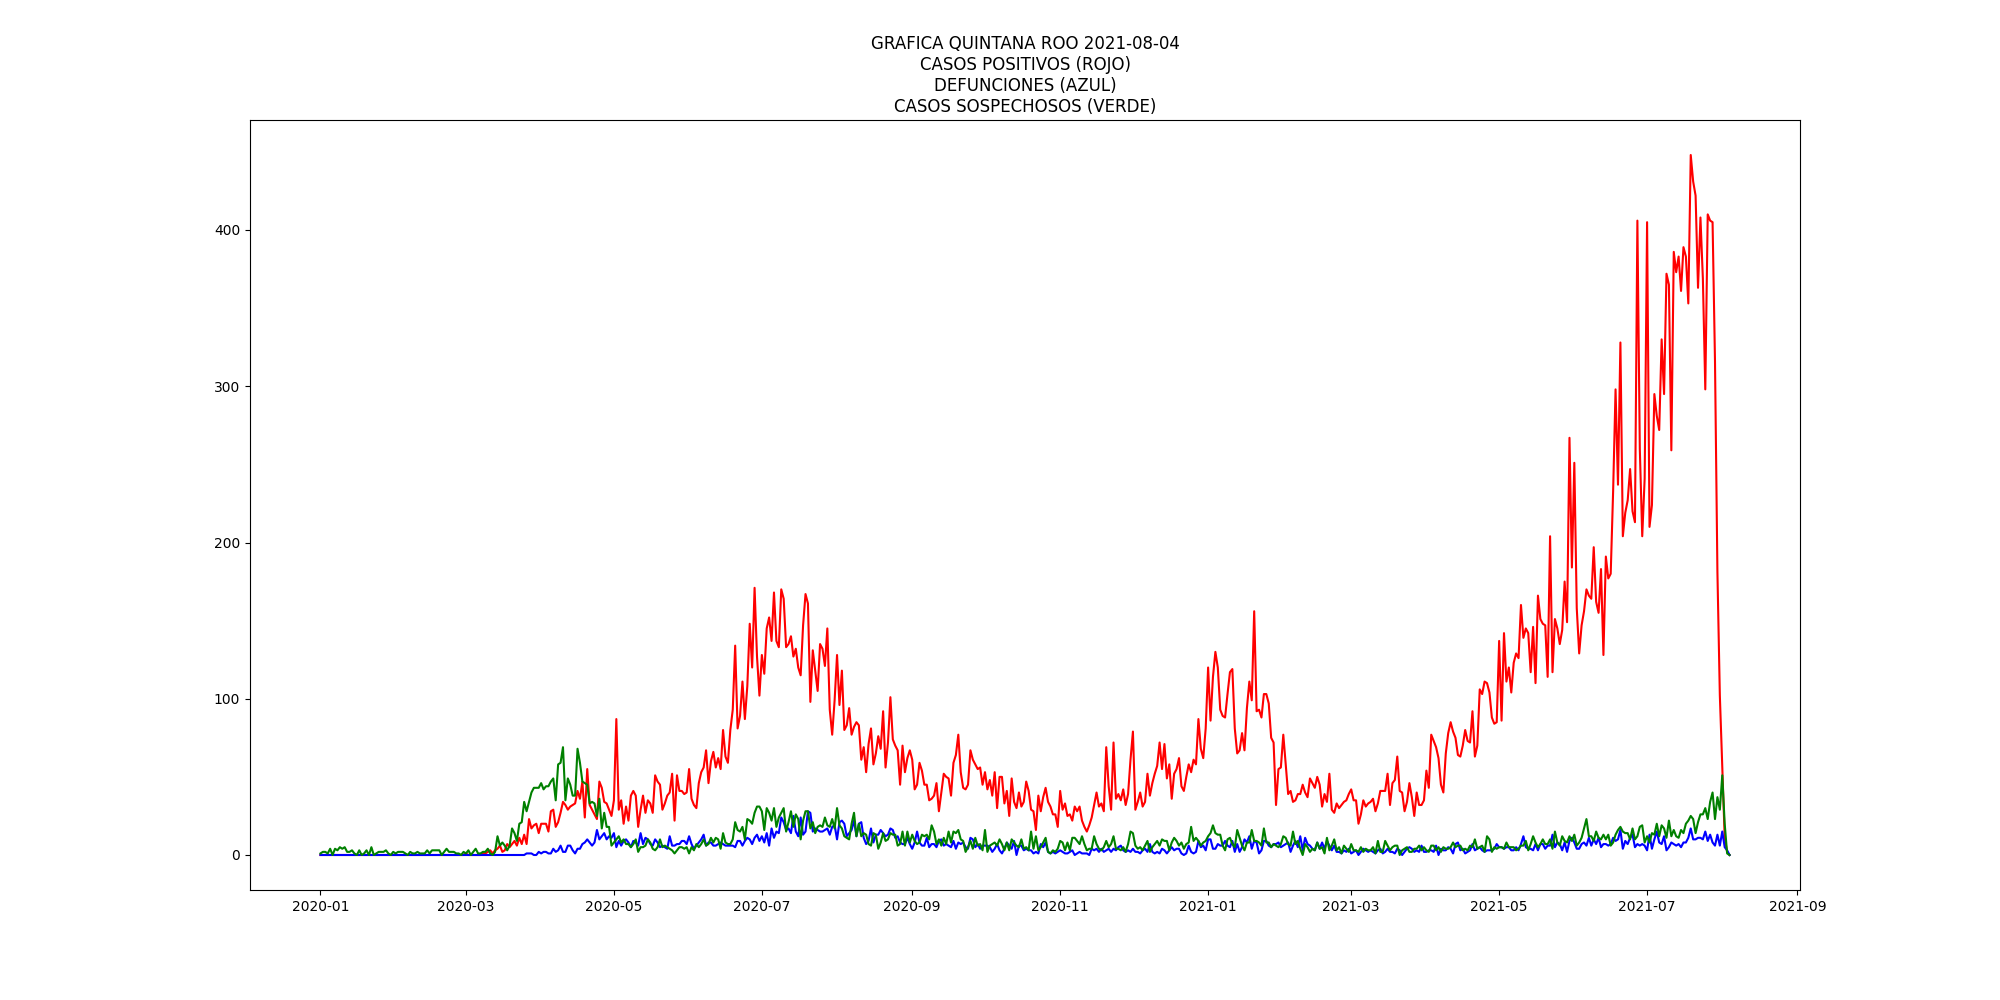 GRAFICA QUINTANA ROO 2021-08-04
CASOS POSITIVOS (ROJO)
DEFUNCIONES (AZUL)
CASOS SOSPECHOSOS (VERDE)
400
300
200
100
0
2020-01 2020-03 2020-05 2020-07 2020-09 2020-11 2021-01 2021-03 2021-05 2021-07 2021-09